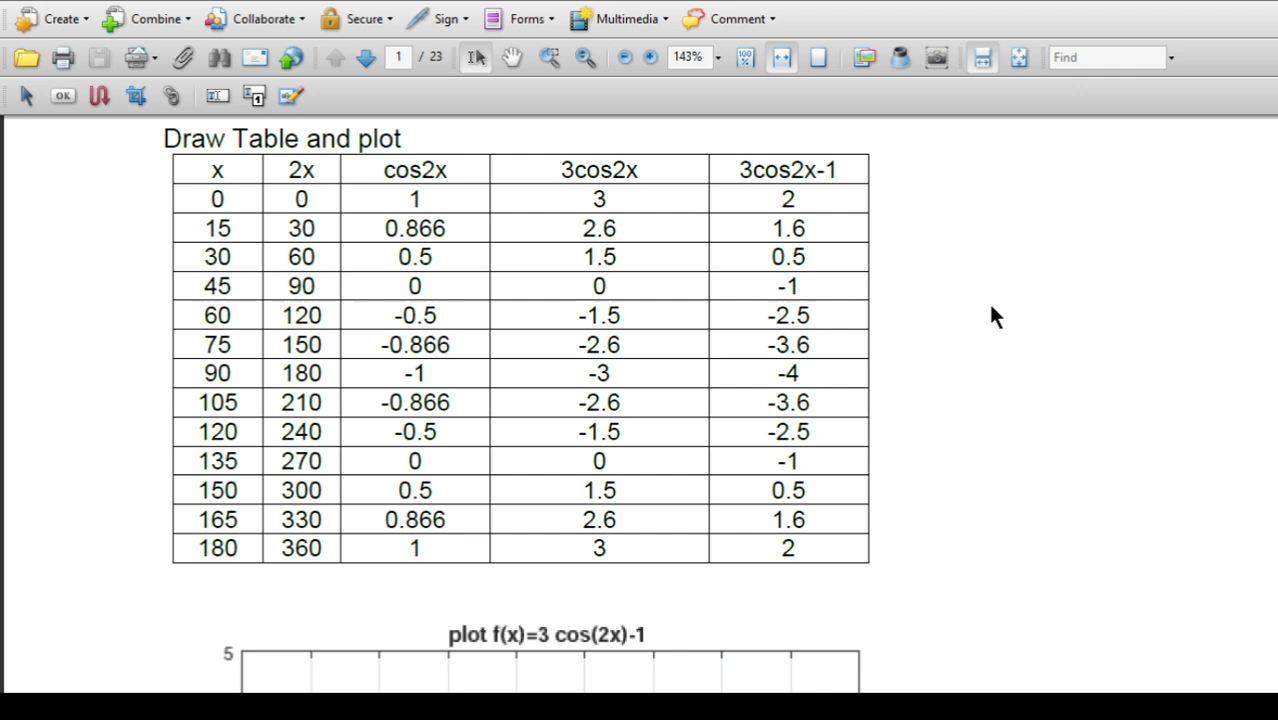 Create Combine Collaborate Secure Sign Forms Multimedia Comment
1 / 23 143% 100% Find
OK 1
Draw Table and plot
x 2x cos2x 3cos2x 3cos2x-1
0 0 1 3 2
15 30 0.866 2.6 1.6
30 60 0.5 1.5 0.5
45 90 0 0 -1
60 120 -0.5 -1.5 -2.5
75 150 -0.866 -2.6 -3.6
90 180 -1 -3 -4
105 210 -0.866 -2.6 -3.6
120 240 -0.5 -1.5 -2.5
135 270 0 0 -1
150 300 0.5 1.5 0.5
165 330 0.866 2.6 1.6
180 360 1 3 2
plot f(x)=3 cos(2x)-1
5